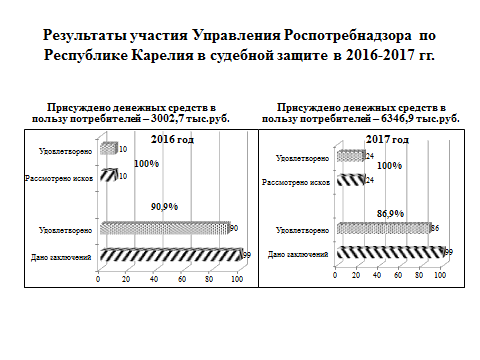 Результаты участия Управления Роспотребнадзора по
Республике Карелия в судебной защите в 2016-2017 гг.
Присуждено денежных средств в
пользу потребителей – 3002,7 тыс.руб.
Присуждено денежных средств в
пользу потребителей – 6346,9 тыс.руб.
2016 год
Удовлетворено
10
100%
Рассмотрено исков
10
90,9%
Удовлетворено
90
Дано заключений
99
0 20 40 60 80 100
2017 год
Удовлетворено
24
100%
Рассмотрено исков
24
86,9%
Удовлетворено
86
Дано заключений
99
0 20 40 60 80 100